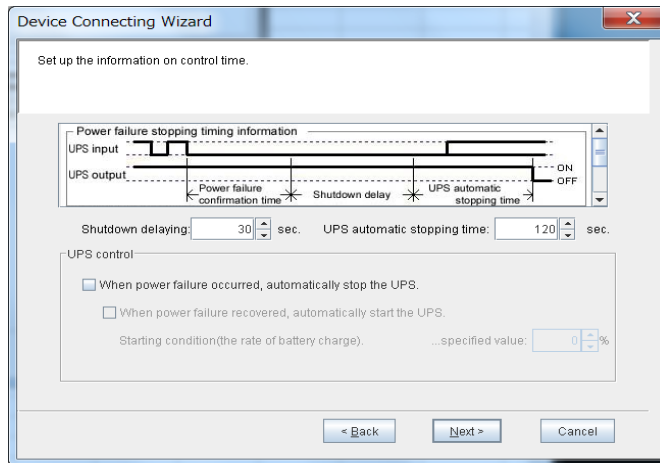 Device Connecting Wizard
Set up the information on control time.
Power failure stopping timing information
UPS input
UPS output
ON
OFF
Power failure
confirmation time
Shutdown delay
UPS automatic
stopping time
Shutdown delaying: 30 sec. UPS automatic stopping time: 120 sec.
UPS control
When power failure occurred, automatically stop the UPS.
When power failure recovered, automatically start the UPS.
Starting condition(the rate of battery charge). ...specified value: 0 %
< Back Next > Cancel